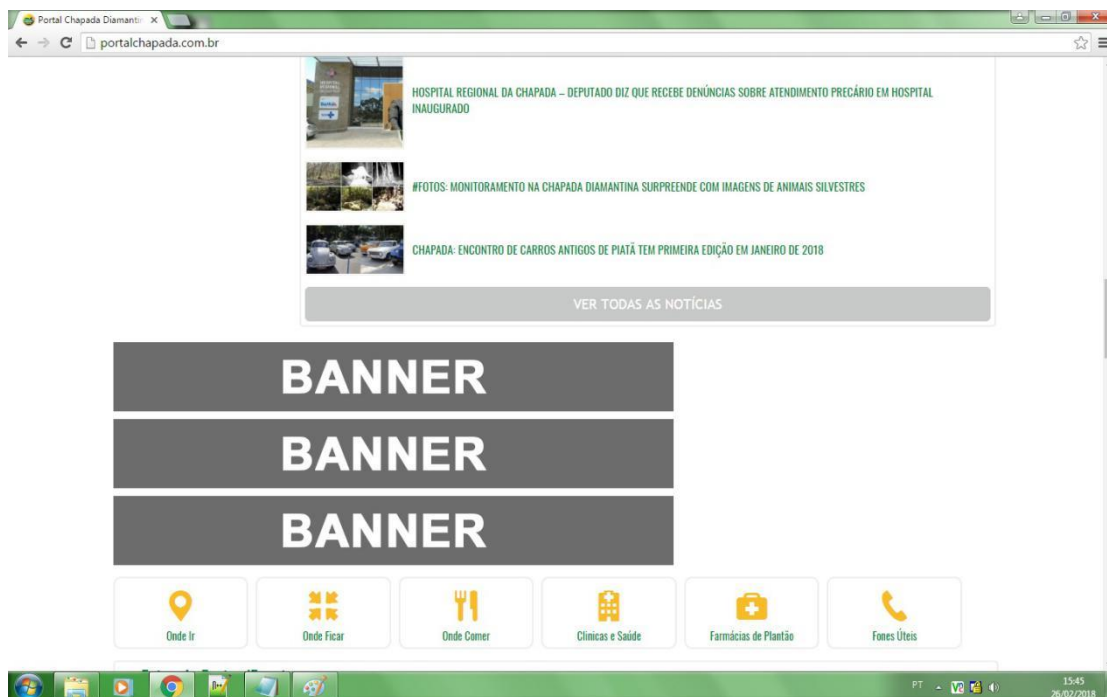 Portal Chapada Diamanti
portalchapada.com.br
HOSPITAL REGIONAL DA CHAPADA – DEPUTADO DIZ QUE RECEBE DENÚNCIAS SOBRE ATENDIMENTO PRECÁRIO EM HOSPITAL
INAUGURADO
#FOTOS: MONITORAMENTO NA CHAPADA DIAMANTINA SURPREENDE COM IMAGENS DE ANIMAIS SILVESTRES
CHAPADA: ENCONTRO DE CARROS ANTIGOS DE PIATÃ TEM PRIMEIRA EDIÇÃO EM JANEIRO DE 2018
VER TODAS AS NOTÍCIAS
BANNER
BANNER
BANNER
Onde Ir
Onde Ficar
Onde Comer
Clinicas e Saúde
Farmácias de Plantão
Fones Úteis
PT
15:45
26/02/2018